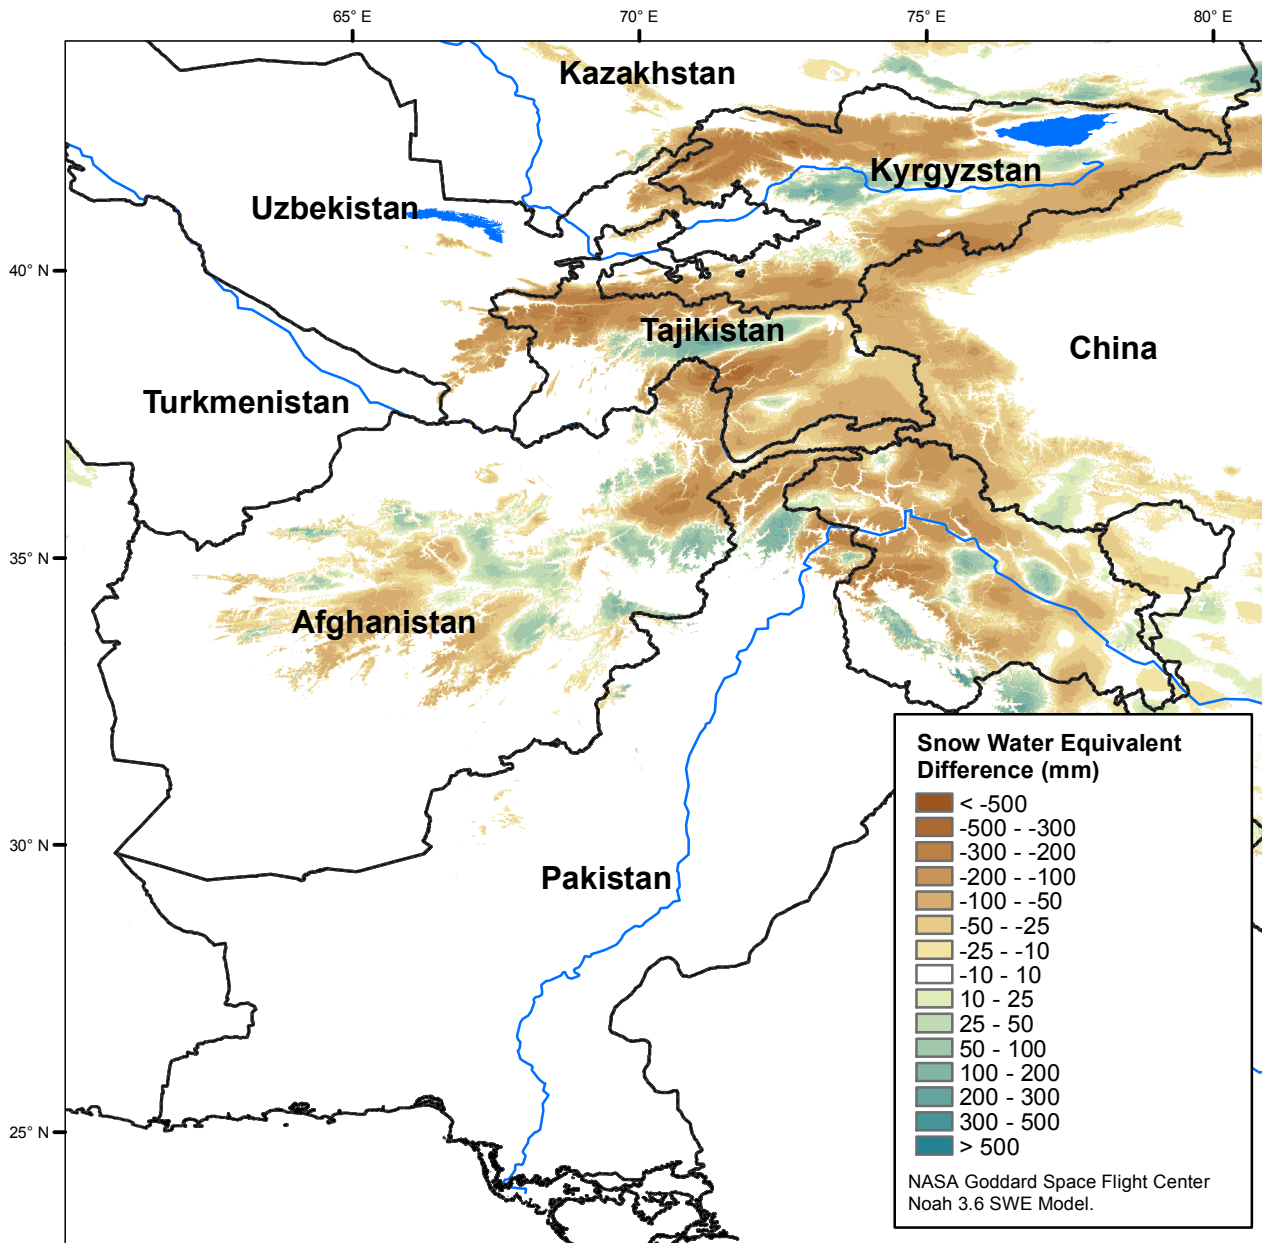 65° E
70° E
75° E
80° E
Kazakhstan
Kyrgyzstan
Uzbekistan
40° N
Tajikistan
China
Turkmenistan
35° N
Afghanistan
Snow Water Equivalent
Difference (mm)
< -500
-500 - -300
-300 - -200
-200 - -100
-100 - -50
-50 - -25
-25 - -10
-10 - 10
10 - 25
25 - 50
50 - 100
100 - 200
200 - 300
300 - 500
> 500
30° N
Pakistan
25° N
NASA Goddard Space Flight Center
Noah 3.6 SWE Model.